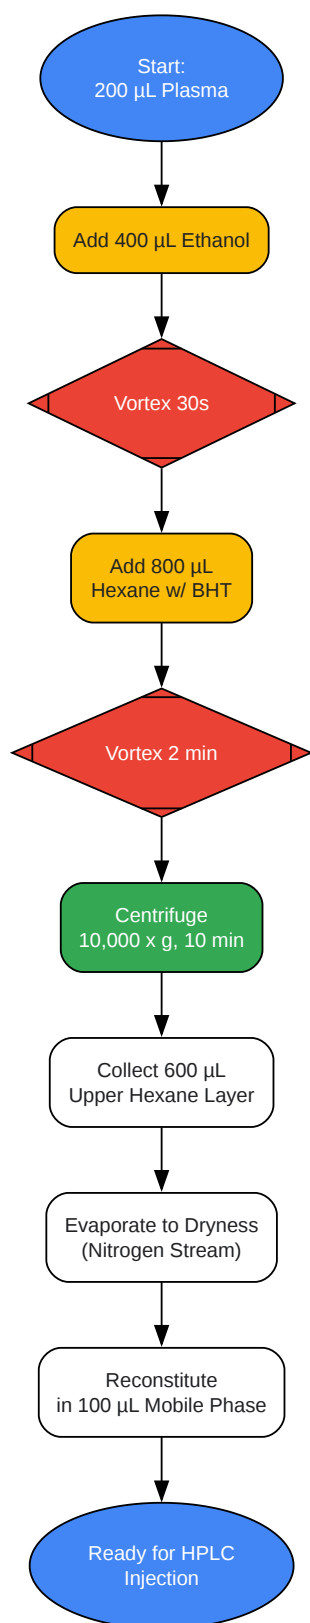 Start:
200 µL Plasma
Add 400 µL Ethanol
Vortex 30s
Add 800 µL
Hexane w/ BHT
Vortex 2 min
Centrifuge
10,000 x g, 10 min
Collect 600 µL
Upper Hexane Layer
Evaporate to Dryness
(Nitrogen Stream)
Reconstitute
in 100 µL Mobile Phase
Ready for HPLC
Injection